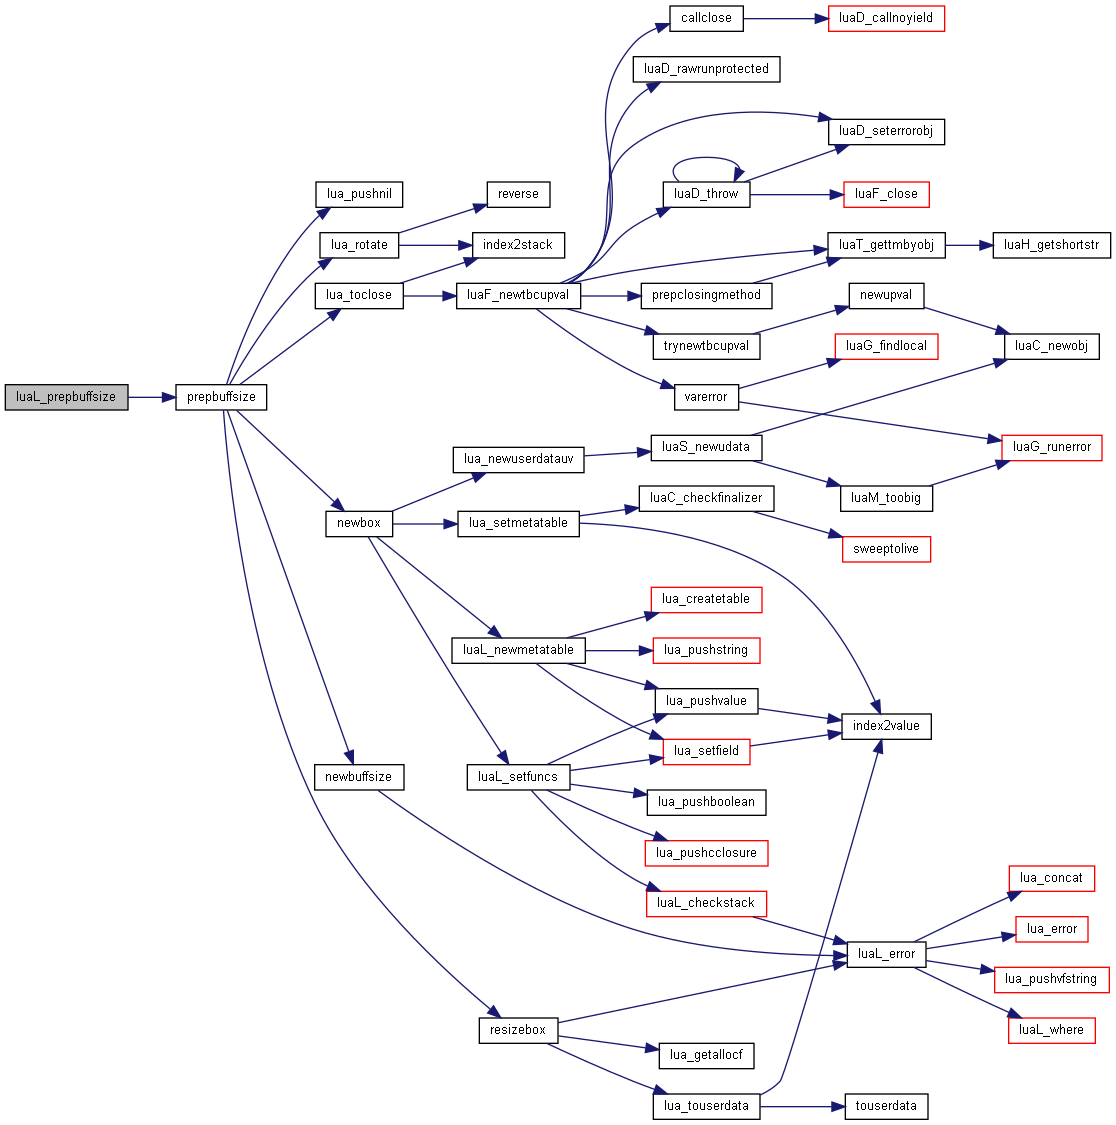 callclose
luaD_callnoyield
luaD_rawrunprotected
luaD_seterrorobj
lua_pushnil
reverse
luaD_throw
luaF_close
lua_rotate
index2stack
luaT_gettmbyobj
luaH_getshortstr
lua_toclose
luaF_newtbcupval
prepclosingmethod
newupval
trynewtbcupval
luaG_findlocal
luaC_newobj
luaL_prepbuffsize
prepbuffsize
varerror
lua_newuserdatauv
luaS_newudata
luaG_runerror
luaM_toobig
newbox
lua_setmetatable
luaC_checkfinalizer
sweeptolive
lua_createtable
luaL_newmetatable
lua_pushstring
lua_pushvalue
index2value
lua_setfield
newbuffsize
luaL_setfuncs
lua_pushboolean
lua_pushcclosure
luaL_checkstack
lua_concat
lua_error
luaL_error
lua_pushvfstring
resizebox
luaL_where
lua_getallocf
lua_touserdata
touserdata